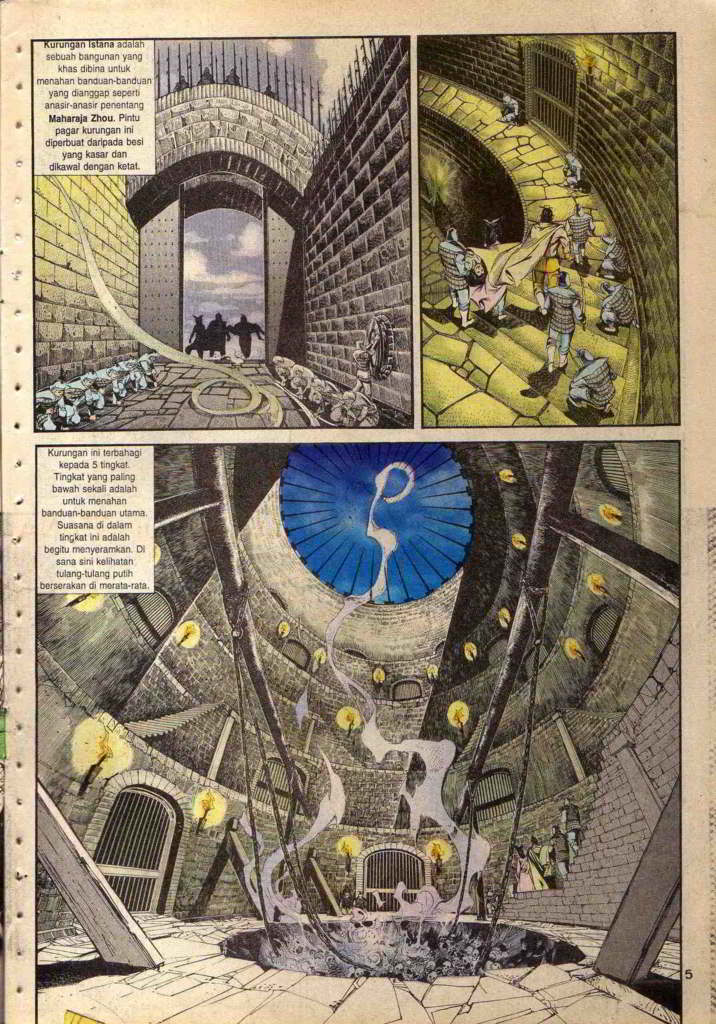 Kurungan Istana adalah
sebuah bangunan yang
khas dibina untuk
menahan banduan-banduan
yang dianggap seperti
anasir-anasir penentang
Maharaja Zhou. Pintu
pagar kurungan ini
diperbuat daripada besi
yang kasar dan
dikawal dengan ketat.
Kurungan ini terbahagi
kepada 5 tingkat.
Tingkat yang paling
bawah sekali adalah
untuk menahan
banduan-banduan utama.
Suasana di dalam
tingkat ini adalah
begitu menyeramkan. Di
sana sini kelihatan
tulang-tulang putih
berserakan di merata-rata.
5